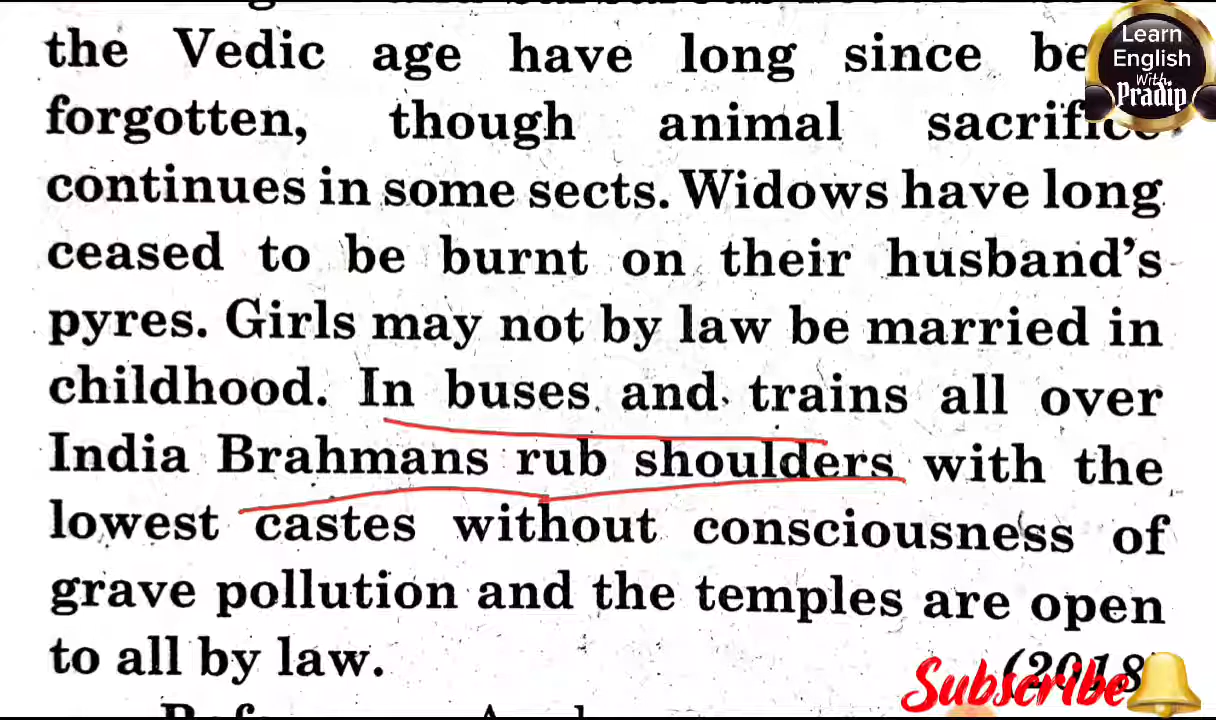 the Vedic age have long since be
forgotten, though animal sacrifice
continues in some sects. Widows have long
ceased to be burnt on their husband's
pyres. Girls may not by law be married in
childhood. In buses and trains all over
India Brahmans rub shoulders with the
lowest castes without consciousness of
grave pollution and the temples are open
to all by law.
(2018)
Learn
English
With
Pradip
Subscribe